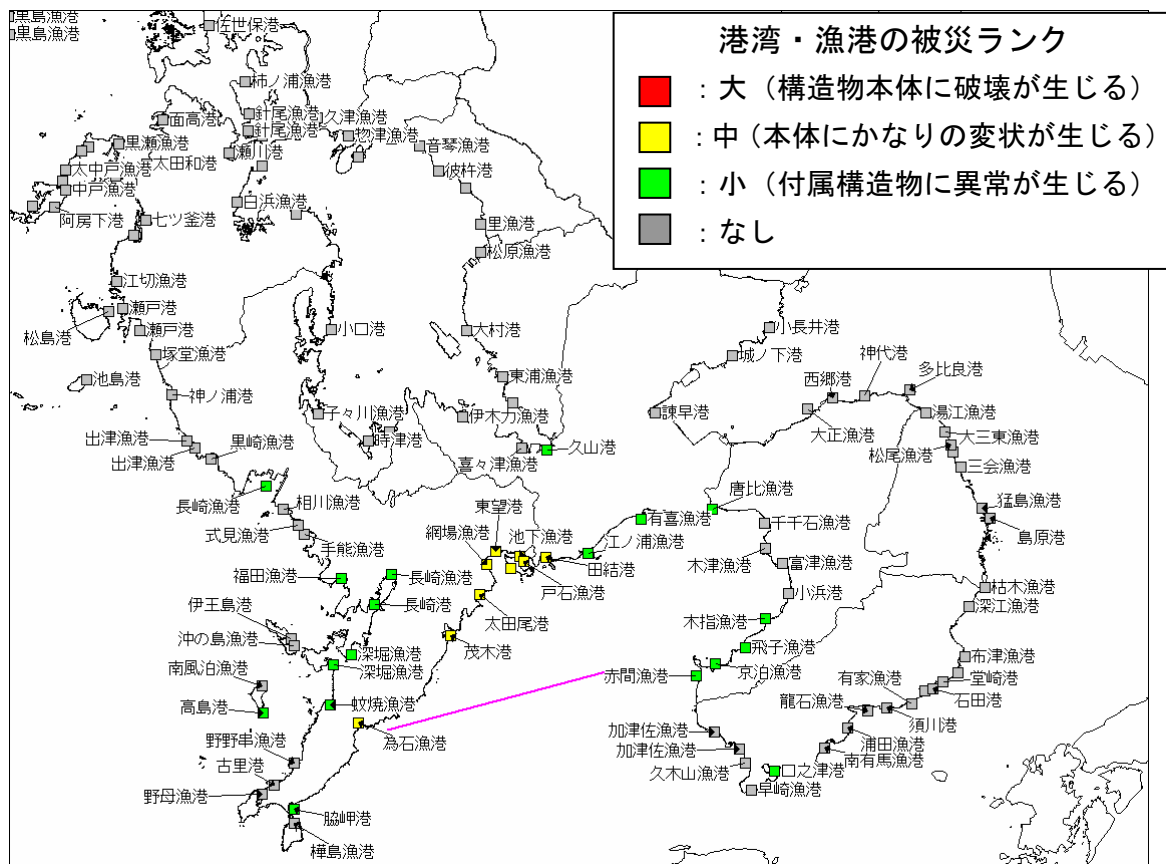 黒島漁港
黒島漁港
佐世保港
港湾・漁港の被災ランク
：大（構造物本体に破壊が生じる）
：中（本体にかなりの変状が生じる）
：小（付属構造物に異常が生じる）
：なし
柿ノ浦漁港
針尾漁港
久津漁港
面高港
針尾漁港
惣津漁港
黒瀬漁港
音琴漁港
太田和港
瀬川港
太中戸漁港
彼杵港
中戸漁港
白浜漁港
阿房下港
七ツ釜港
里漁港
松原漁港
江切漁港
瀬戸港
松島港
瀬戸港
小口港
大村港
小長井港
塚堂漁港
城ノ下港
神代港
多比良港
池島港
東浦漁港
西郷港
神ノ浦港
子々川漁港
伊木力漁港
諫早港
湯江漁港
大正漁港
大三東漁港
出津漁港
黒崎漁港
時津港
久山港
松尾漁港
出津漁港
喜々津漁港
三会漁港
唐比漁港
長崎漁港
相川漁港
東望港
猛島漁港
有喜漁港
千千石漁港
島原港
式見漁港
網場漁港
池下漁港
手熊漁港
江ノ浦漁港
木津漁港
富津漁港
福田漁港
長崎漁港
田結港
戸石漁港
枯木漁港
小浜港
長崎港
深江漁港
伊王島港
太田尾港
木指漁港
沖の島漁港
茂木港
飛子漁港
深堀漁港
布津漁港
南風泊漁港
深堀漁港
赤間漁港
京泊漁港
堂崎港
有家漁港
石田港
高島港
蚊焼漁港
龍石漁港
須川港
為石漁港
加津佐漁港
浦田漁港
野野串漁港
加津佐漁港
南有馬漁港
古里港
久木山漁港
口之津港
野母漁港
早崎漁港
脇岬港
樺島漁港